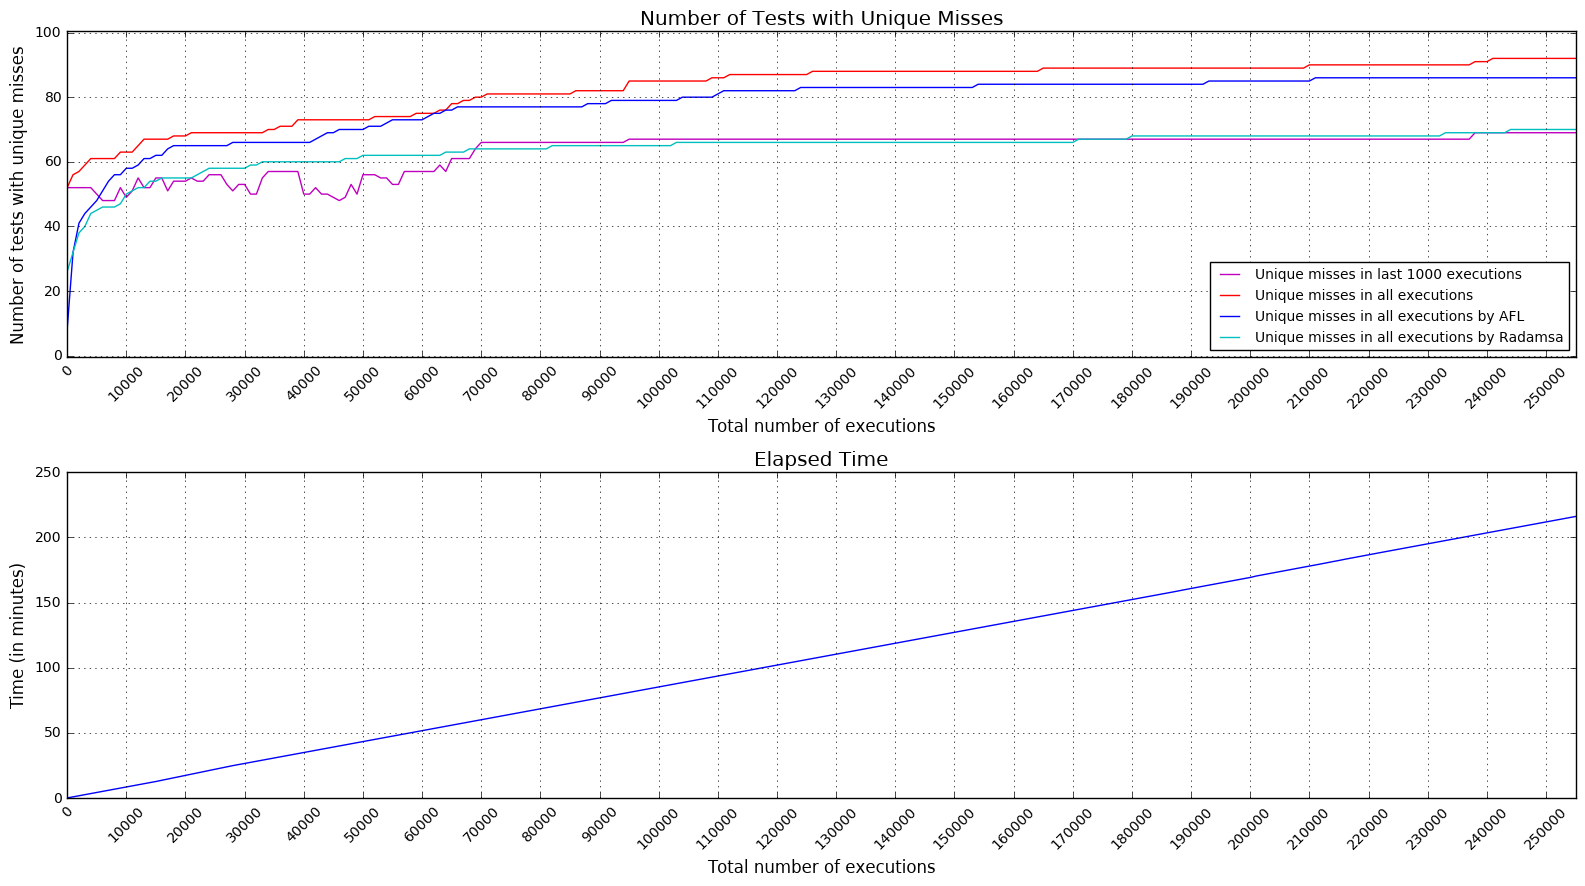 Number of Tests with Unique Misses
Number of tests with unique misses
100
80
60
40
20
0
Unique misses in last 1000 executions
Unique misses in all executions
Unique misses in all executions by AFL
Unique misses in all executions by Radamsa
0 10000 20000 30000 40000 50000 60000 70000 80000 90000 100000 110000 120000 130000 140000 150000 160000 170000 180000 190000 200000 210000 220000 230000 240000 250000
Total number of executions
Elapsed Time
Time (in minutes)
250
200
150
100
50
0
0 10000 20000 30000 40000 50000 60000 70000 80000 90000 100000 110000 120000 130000 140000 150000 160000 170000 180000 190000 200000 210000 220000 230000 240000 250000
Total number of executions